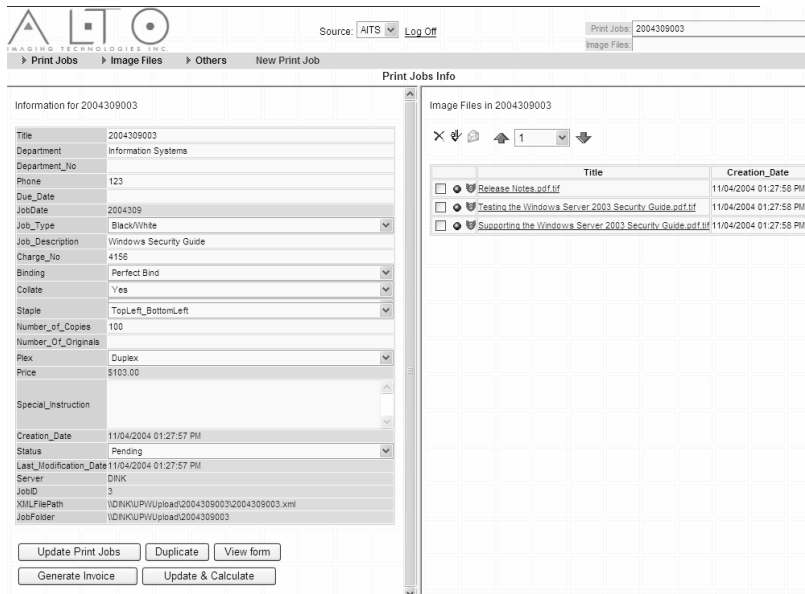 ALTO
IMAGING TECHNOLOGIES INC.
Source: AITS Log Off
Print Jobs: 2004309003
Image Files:
Print Jobs Image Files Others New Print Job
Print Jobs Info
Information for 2004309003
Title 2004309003
Department Information Systems
Department_No
Phone 123
Due_Date
JobDate 2004309
Job_Type Black/White
Job_Description Windows Security Guide
Charge_No 4156
Binding Perfect Bind
Collate Yes
Staple TopLeft_BottomLeft
Number_of_Copies 100
Number_Of_Originals
Plex Duplex
Price $103.00
Special_Instruction
Creation_Date 11/04/2004 01:27:57 PM
Status Pending
Last_Modification_Date 11/04/2004 01:27:57 PM
Server DINK
JobID 3
XMLFilePath \\DINK\UPWUpload\2004309003\2004309003.xml
JobFolder \\DINK\UPWUpload\2004309003
Update Print Jobs Duplicate View form
Generate Invoice Update & Calculate
Image Files in 2004309003
1
Title Creation_Date
Release Notes.pdf.tif 11/04/2004 01:27:58 PM
Testing the Windows Server 2003 Security Guide.pdf.tif 11/04/2004 01:27:58 PM
Supporting the Windows Server 2003 Security Guide.pdf.tif 11/04/2004 01:27:58 PM